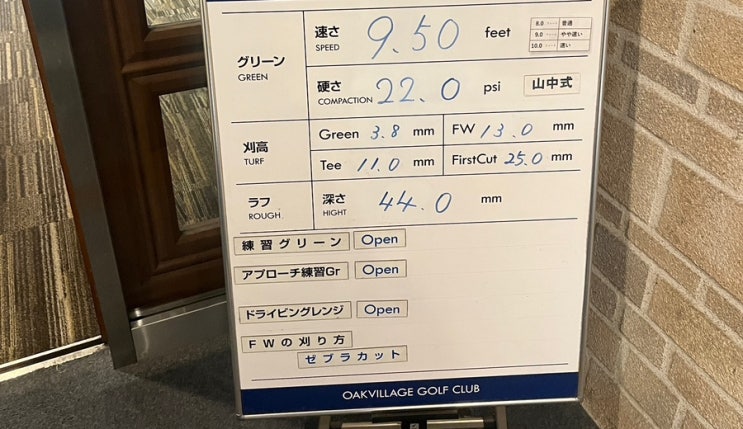 グリーン
GREEN
速さ
SPEED
9.50 feet
8.0 ‥‥ 普通
9.0 ‥‥ やや速い
10.0 ‥‥ 速い
硬さ
COMPACTION
22.0 psi
山中式
刈高
TURF
Green 3.8 mm
FW 13.0 mm
Tee 11.0 mm
FirstCut 25.0 mm
ラフ
ROUGH
深さ
HIGHT
44.0 mm
練習グリーン Open
アプローチ練習Gr Open
ドライビングレンジ Open
FWの刈り方
ゼブラカット
OAKVILLAGE GOLF CLUB